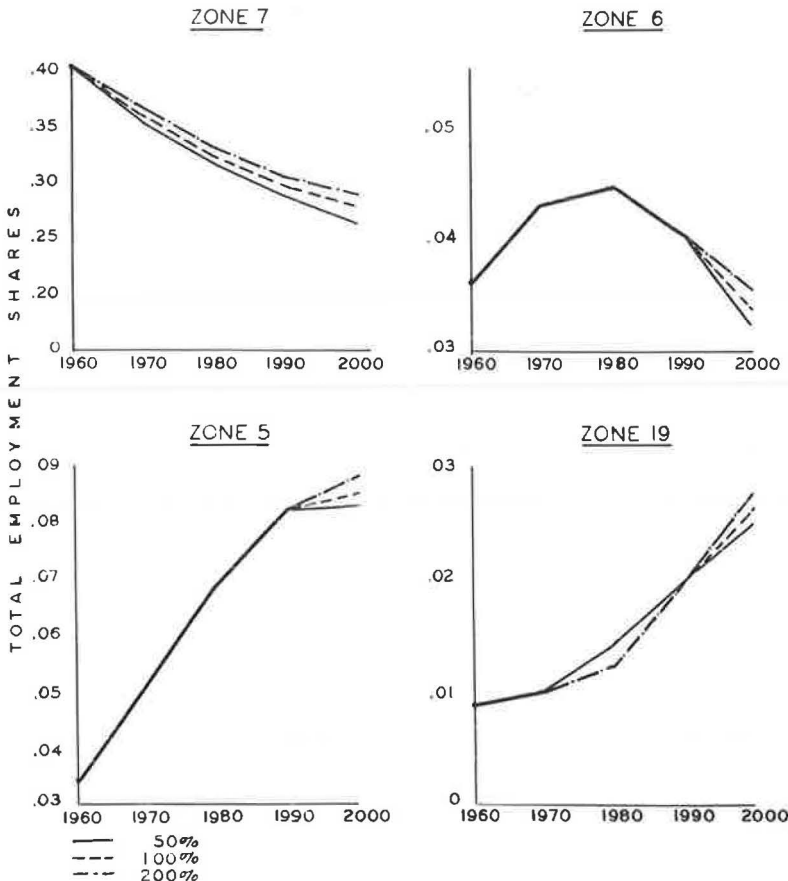 ZONE 7
.40
.35
.30
.25
.20
0
1960 1970 1980 1990 2000
ZONE 6
.05
.04
.03
1960 1970 1980 1990 2000
TOTAL EMPLOYMENT SHARES
ZONE 5
09
.08
.07
.06
.05
.04
.03
1960 1970 1980 1990 2000
ZONE 19
03
.02
.01
0
1960 1970 1980 1990 2000
50%
100%
200%